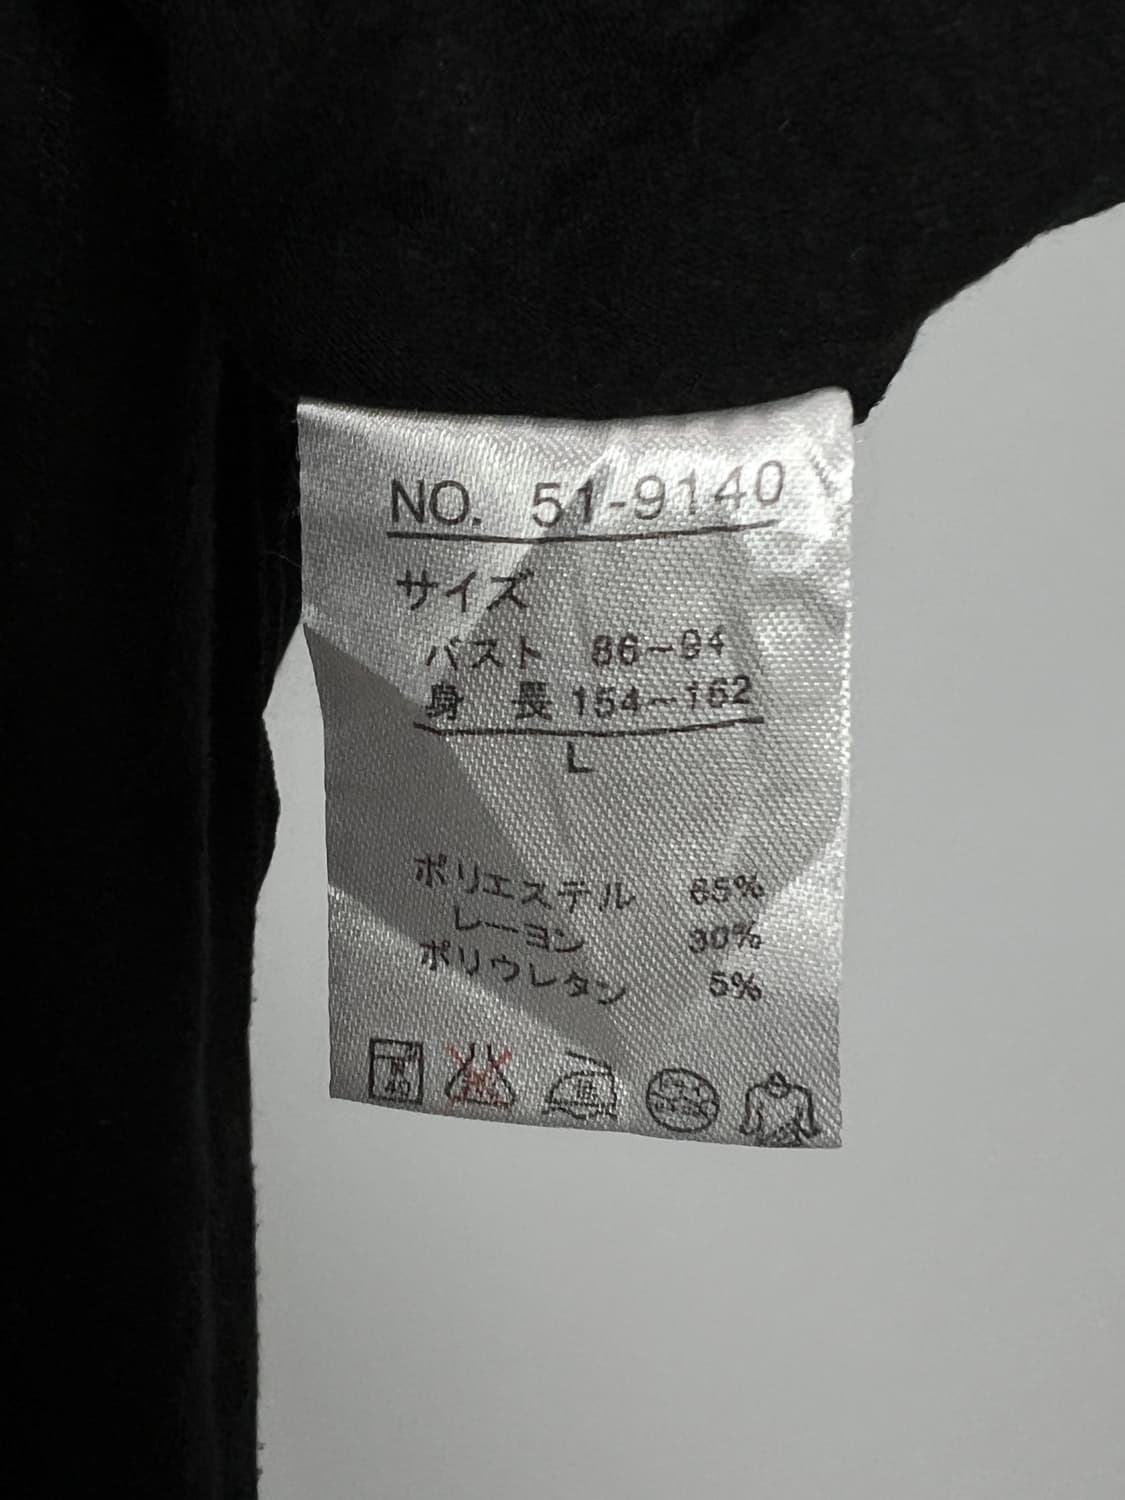 NO. 51-9140
サイズ
バスト 86~94
身長 154~162
L
ポリエステル 65%
レーヨン 30%
ポリウレタン 5%
40